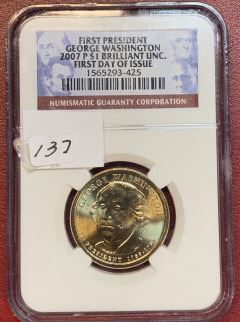 FIRST PRESIDENT
GEORGE WASHINGTON
2007 P $1 BRILLIANT UNC.
FIRST DAY OF ISSUE
1565293-425
NUMISMATIC GUARANTY CORPORATION
137
GEORGE WASHINGTON
PRESIDENT 1789